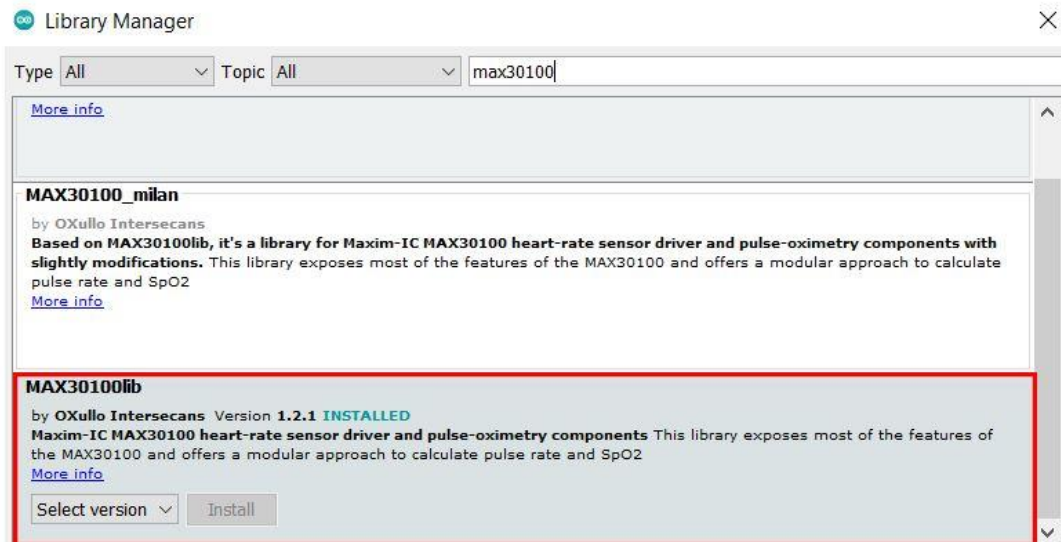 Library Manager
Type All Topic All max30100
More info
MAX30100_milan
by OXullo Intersecans
Based on MAX30100lib, it's a library for Maxim-IC MAX30100 heart-rate sensor driver and pulse-oximetry components with
slightly modifications. This library exposes most of the features of the MAX30100 and offers a modular approach to calculate
pulse rate and SpO2
More info
MAX30100lib
by OXullo Intersecans Version 1.2.1 INSTALLED
Maxim-IC MAX30100 heart-rate sensor driver and pulse-oximetry components This library exposes most of the features of
the MAX30100 and offers a modular approach to calculate pulse rate and SpO2
More info
Select version Install